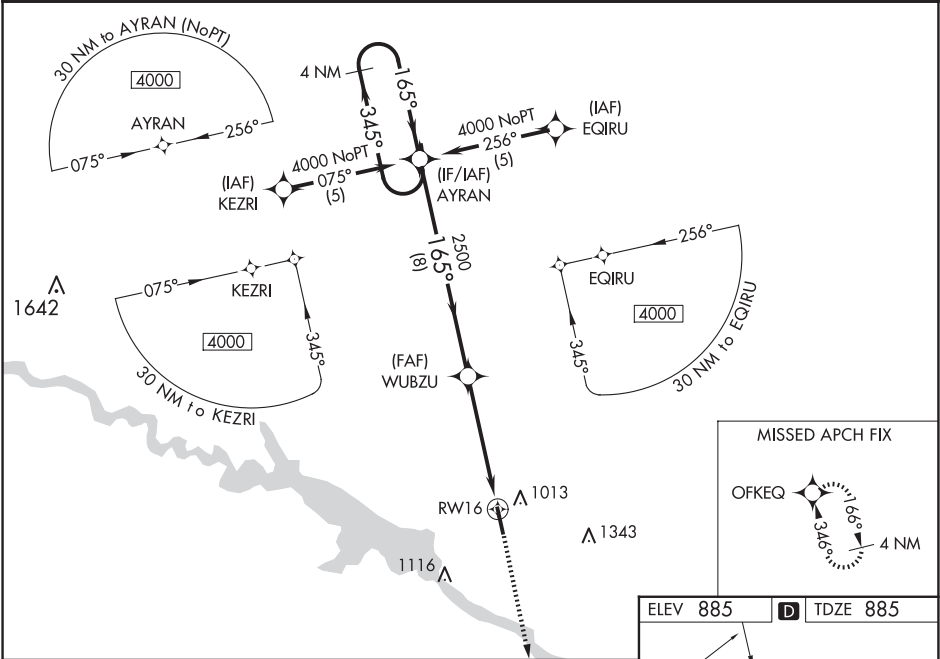 30 NM to AYRAN (NoPT)
4000
AYRAN
075°
256°
4 NM
165°
345°
4000 NoPT
256°
(5)
(IAF)
EQIRU
4000 NoPT
075°
(5)
(IAF)
KEZRI
(IF/IAF)
AYRAN
2500
165°
(8)
1642
075°
KEZRI
4000
345°
30 NM to KEZRI
256°
EQIRU
4000
345°
30 NM to EQIRU
(FAF)
WUBZU
RW16
1013
1343
1116
MISSED APCH FIX
OFKEQ
166°
346°
4 NM
ELEV 885
D
TDZE 885